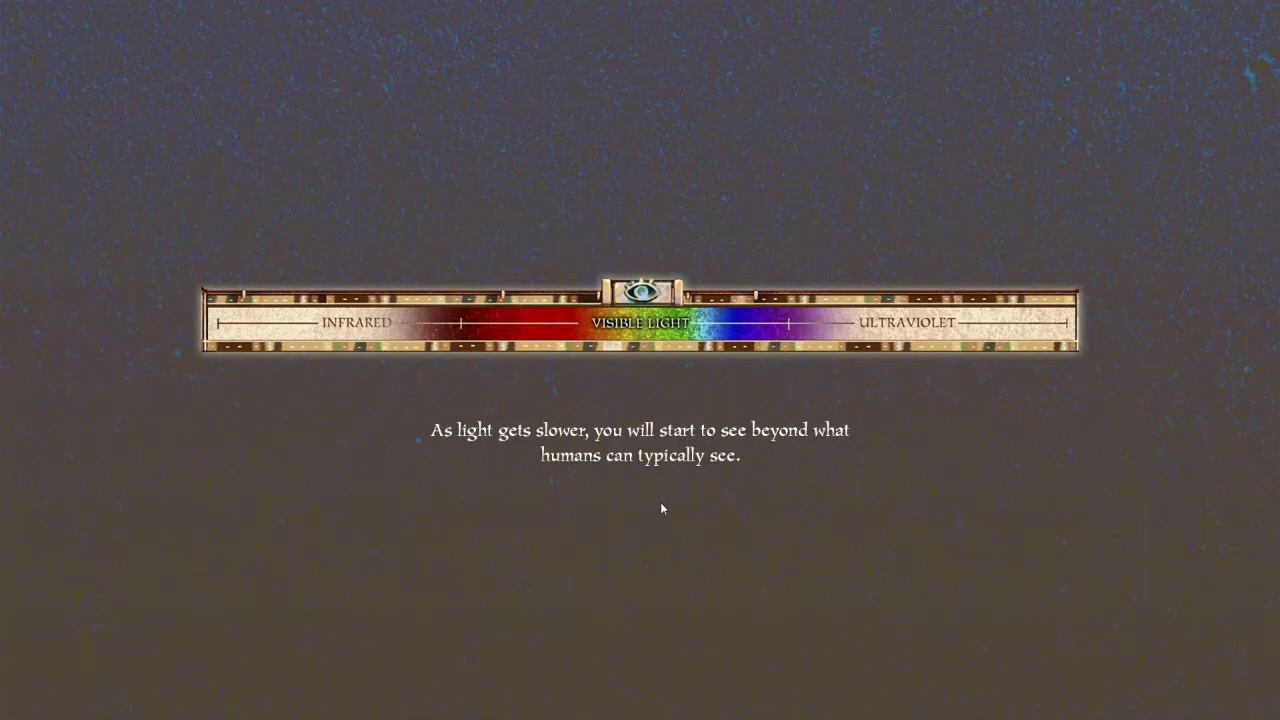 INFRARED VISIBLE LIGHT ULTRAVIOLET
As light gets slower, you will start to see beyond what
humans can typically see.